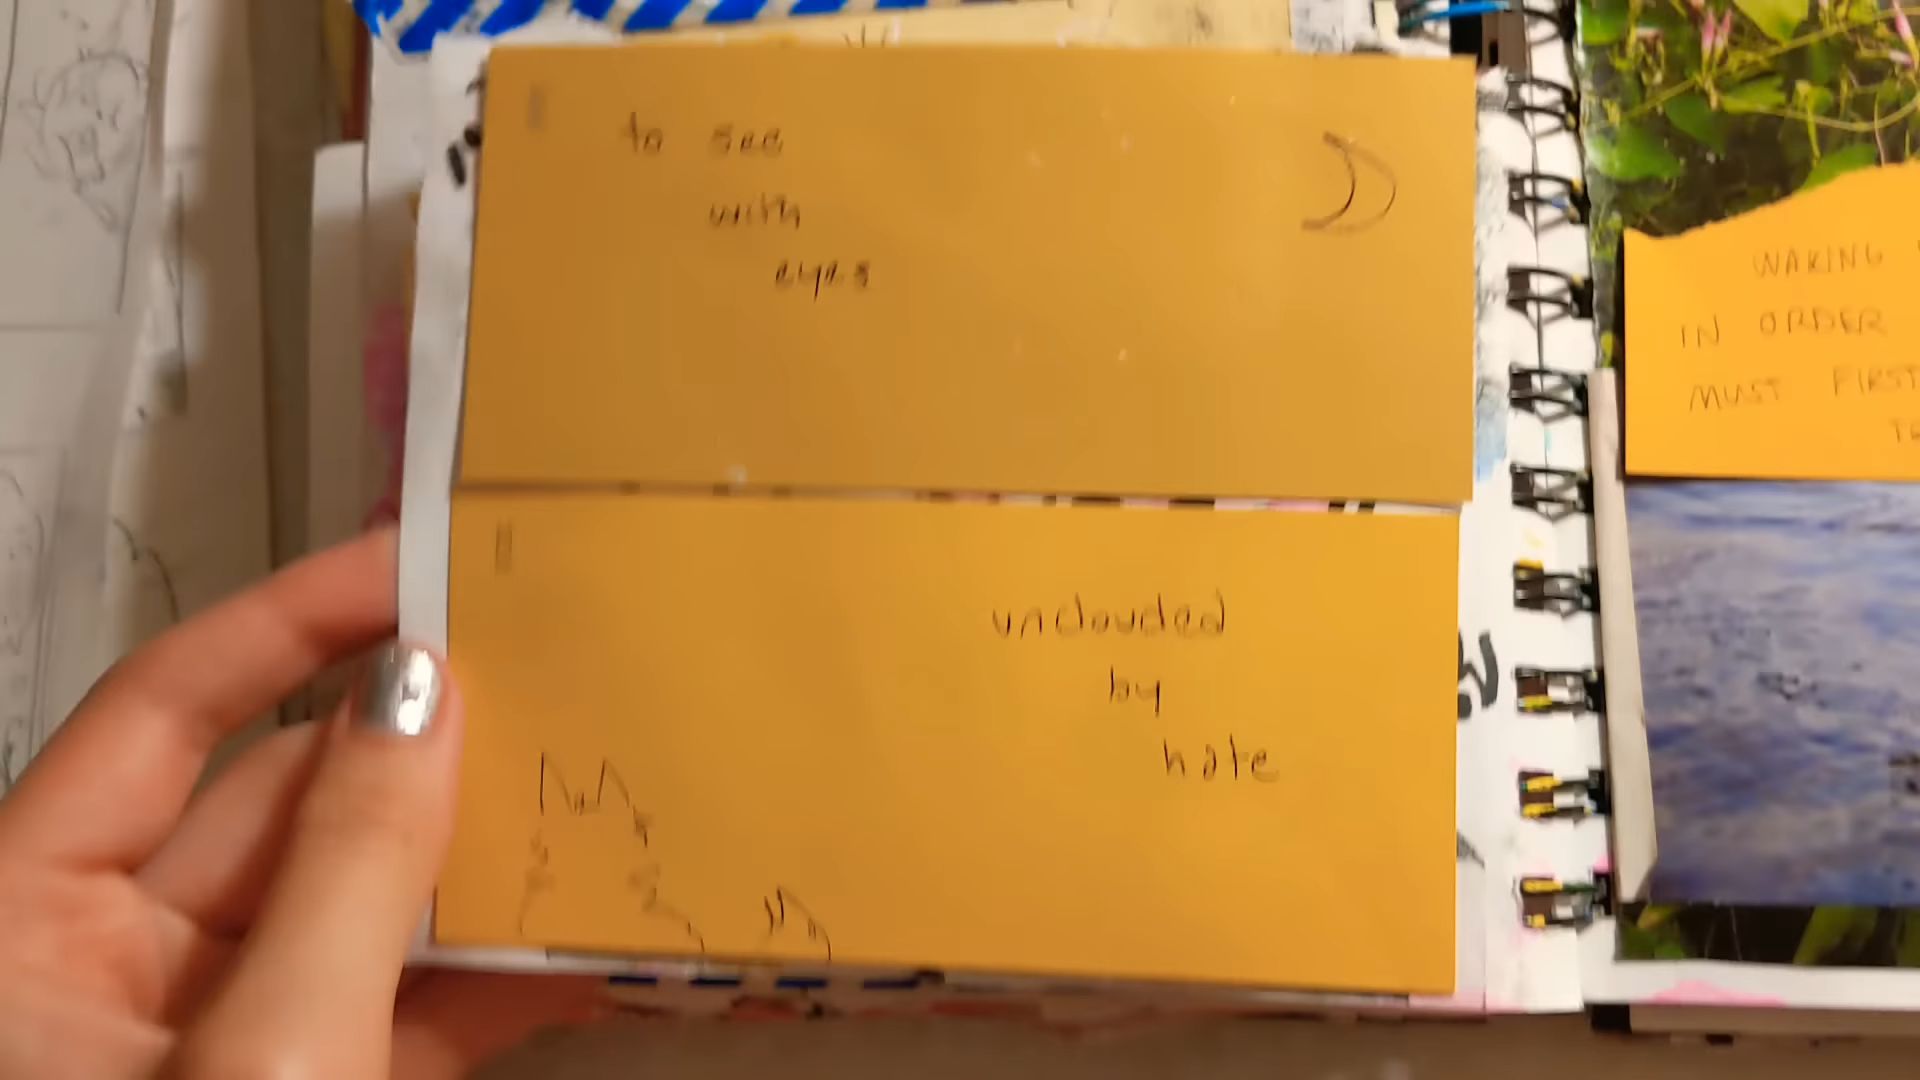 to see
with
eyes
unclouded
by
hate
WAKING
IN ORDER
MUST FIRST